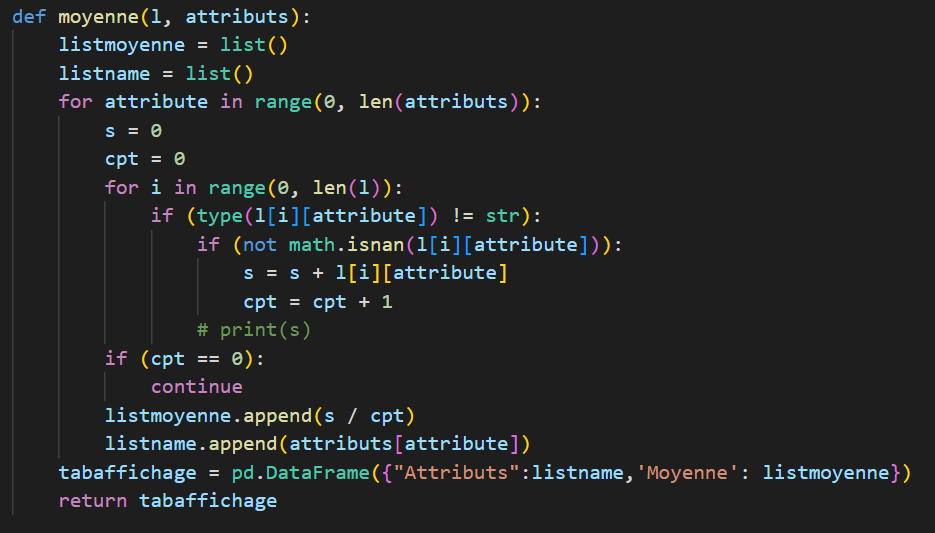 def moyenne(l, attributs):
    listmoyenne = list()
    listname = list()
    for attribute in range(0, len(attributs)):
        s = 0
        cpt = 0
        for i in range(0, len(l)):
            if (type(l[i][attribute]) != str):
                if (not math.isnan(l[i][attribute])):
                    s = s + l[i][attribute]
                    cpt = cpt + 1
                # print(s)
        if (cpt == 0):
            continue
        listmoyenne.append(s / cpt)
        listname.append(attributs[attribute])
    tabaffichage = pd.DataFrame({"Attributs":listname,'Moyenne': listmoyenne})
    return tabaffichage